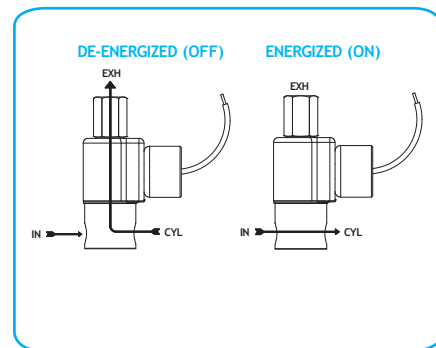 DE-ENERGIZED (OFF)
EXH
IN
CYL
ENERGIZED (ON)
EXH
IN
CYL